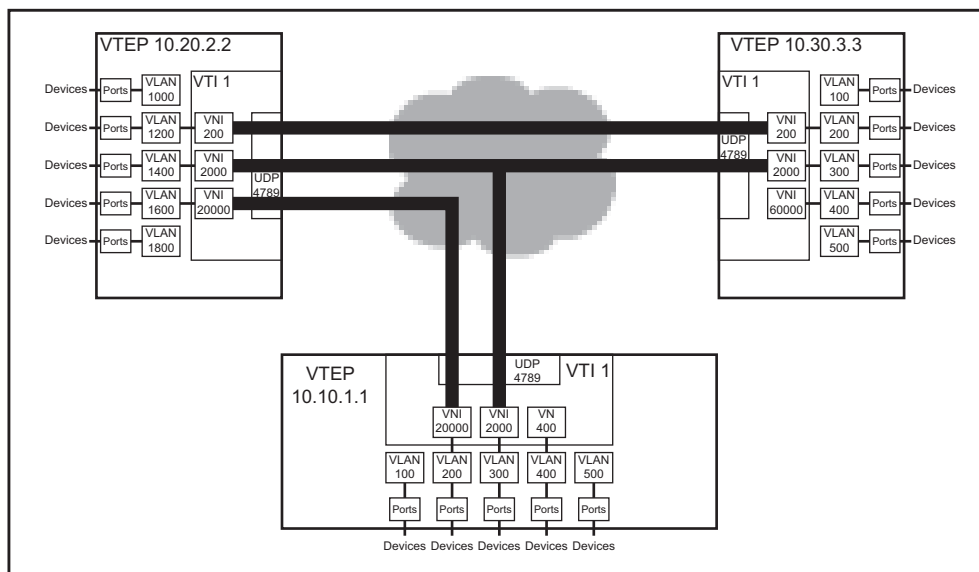 VTEP 10.20.2.2
VTI 1
Devices
Ports
VLAN
1000
Devices
Ports
VLAN
1200
VNI
200
Devices
Ports
VLAN
1400
VNI
2000
UDP
4789
Devices
Ports
VLAN
1600
VNI
20000
Devices
Ports
VLAN
1800
VTEP 10.30.3.3
VTI 1
VLAN
100
Ports
Devices
UDP
4789
VNI
200
VLAN
200
Ports
Devices
VNI
2000
VLAN
300
Ports
Devices
VNI
60000
VLAN
400
Ports
Devices
VLAN
500
Ports
Devices
VTEP
10.10.1.1
UDP
4789
VTI 1
VNI
20000
VNI
2000
VN
400
VLAN
100
VLAN
200
VLAN
300
VLAN
400
VLAN
500
Ports
Ports
Ports
Ports
Ports
Devices
Devices
Devices
Devices
Devices